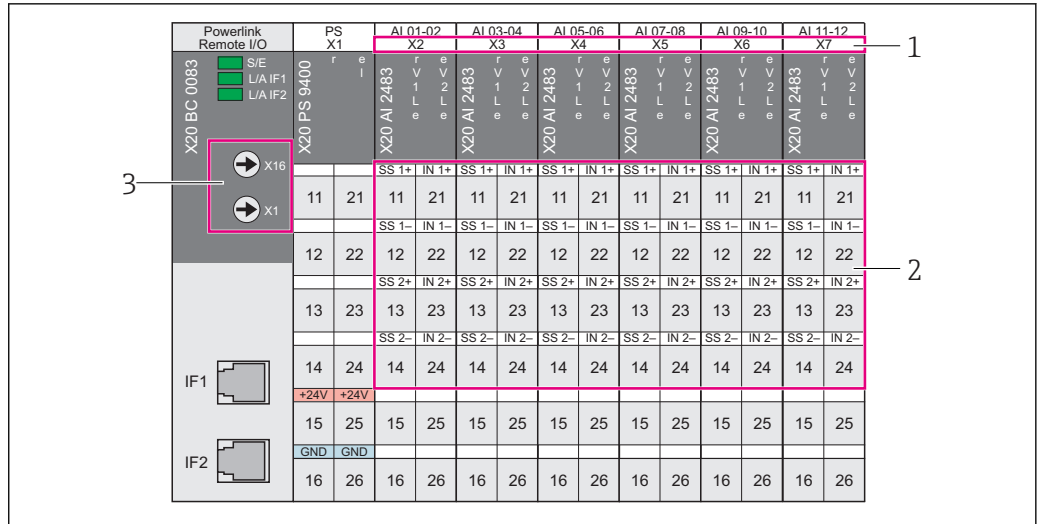 Powerlink PS AI 01-02 AI 03-04 AI 05-06 AI 07-08 AI 09-10 AI 11-12
Remote I/O X1 X2 X3 X4 X5 X6 X7
1
X20 BC 0083
S/E
L/A IF1
L/A IF2
X20 PS 9400
r e
l
X20 AI 2483
r e
V V
1 2
L L
e e
X20 AI 2483
r e
V V
1 2
L L
e e
X20 AI 2483
r e
V V
1 2
L L
e e
X20 AI 2483
r e
V V
1 2
L L
e e
X20 AI 2483
r e
V V
1 2
L L
e e
X20 AI 2483
r e
V V
1 2
L L
e e
3
X16
X1
SS 1+ IN 1+ SS 1+ IN 1+ SS 1+ IN 1+ SS 1+ IN 1+ SS 1+ IN 1+ SS 1+ IN 1+
11 21 11 21 11 21 11 21 11 21 11 21 11 21
SS 1– IN 1– SS 1– IN 1– SS 1– IN 1– SS 1– IN 1– SS 1– IN 1– SS 1– IN 1–
12 22 12 22 12 22 12 22 12 22 12 22 12 22
2
SS 2+ IN 2+ SS 2+ IN 2+ SS 2+ IN 2+ SS 2+ IN 2+ SS 2+ IN 2+ SS 2+ IN 2+
13 23 13 23 13 23 13 23 13 23 13 23 13 23
SS 2– IN 2– SS 2– IN 2– SS 2– IN 2– SS 2– IN 2– SS 2– IN 2– SS 2– IN 2–
IF1
14 24 14 24 14 24 14 24 14 24 14 24 14 24
+24V +24V
15 25 15 25 15 25 15 25 15 25 15 25 15 25
GND GND
IF2
16 26 16 26 16 26 16 26 16 26 16 26 16 26